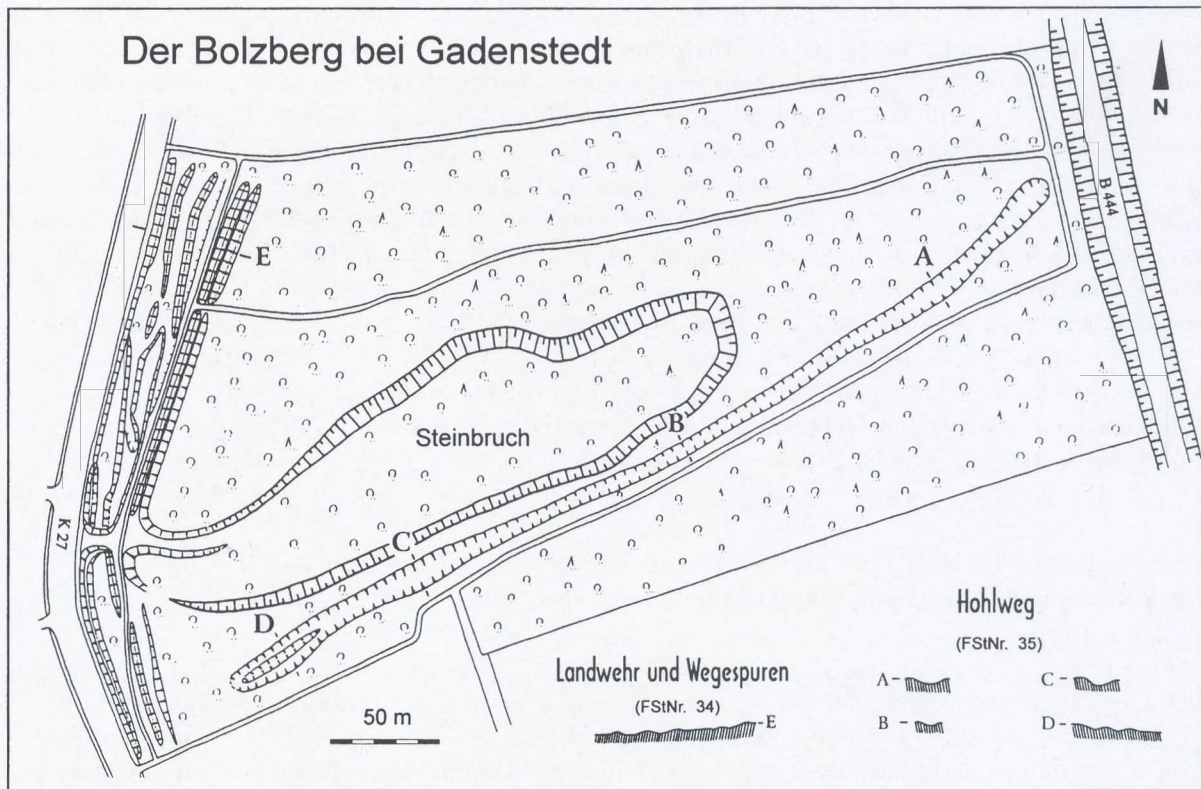 Der Bolzberg bei Gadenstedt
N
B 444
E
A
Steinbruch
B
K 27
C
D
50 m
Landwehr und Wegespuren
(FStNr. 34)
E
Hohlweg
(FStNr. 35)
A C
B D